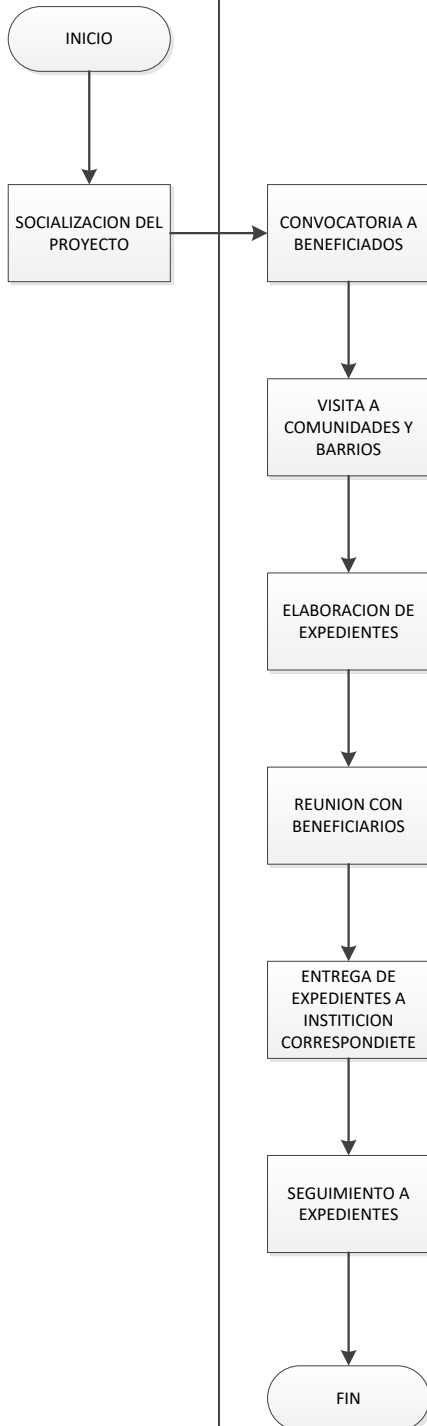 INICIO
SOCIALIZACION DEL
PROYECTO
CONVOCATORIA A
BENEFICIADOS
VISITA A
COMUNIDADES Y
BARRIOS
ELABORACION DE
EXPEDIENTES
REUNION CON
BENEFICIARIOS
ENTREGA DE
EXPEDIENTES A
INSTITICION
CORRESPONDIETE
SEGUIMIENTO A
EXPEDIENTES
FIN